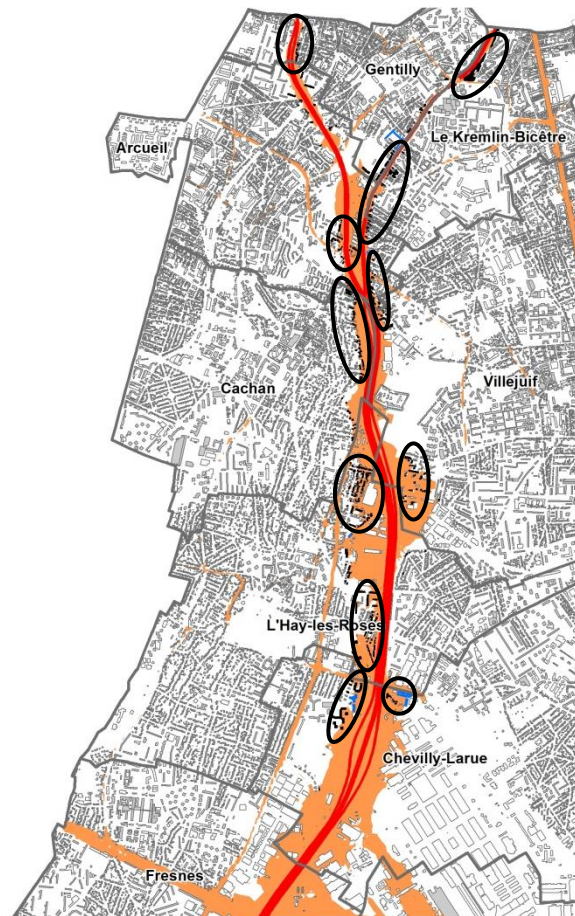 Gentilly
Le Kremlin-Bicêtre
Arcueil
Villejuif
Cachan
L'Hay-les-Roses
Chevilly-Larue
Fresnes